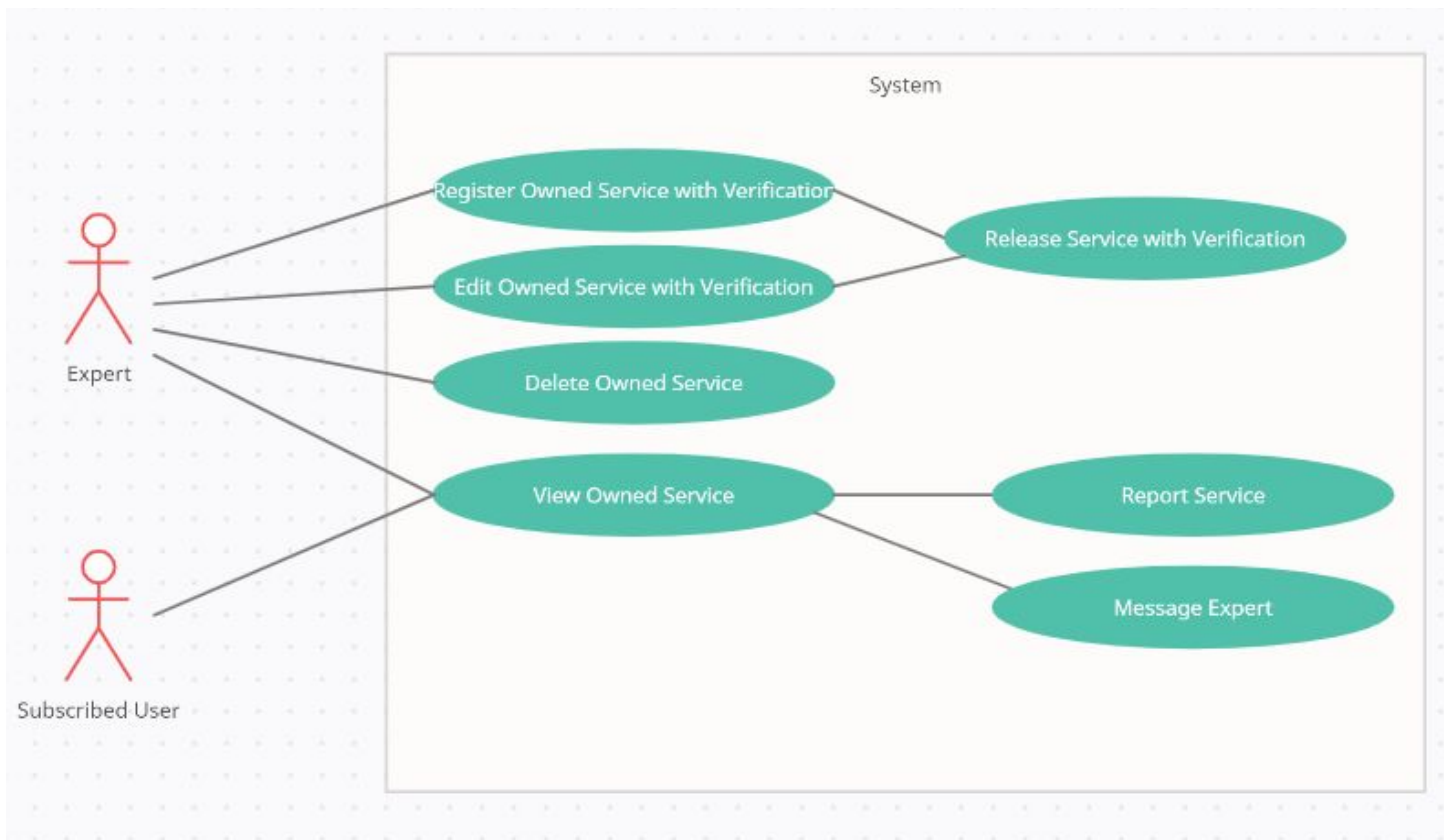 System
Register Owned Service with Verification
Release Service with Verification
Edit Owned Service with Verification
Expert
Delete Owned Service
View Owned Service
Report Service
Message Expert
Subscribed User